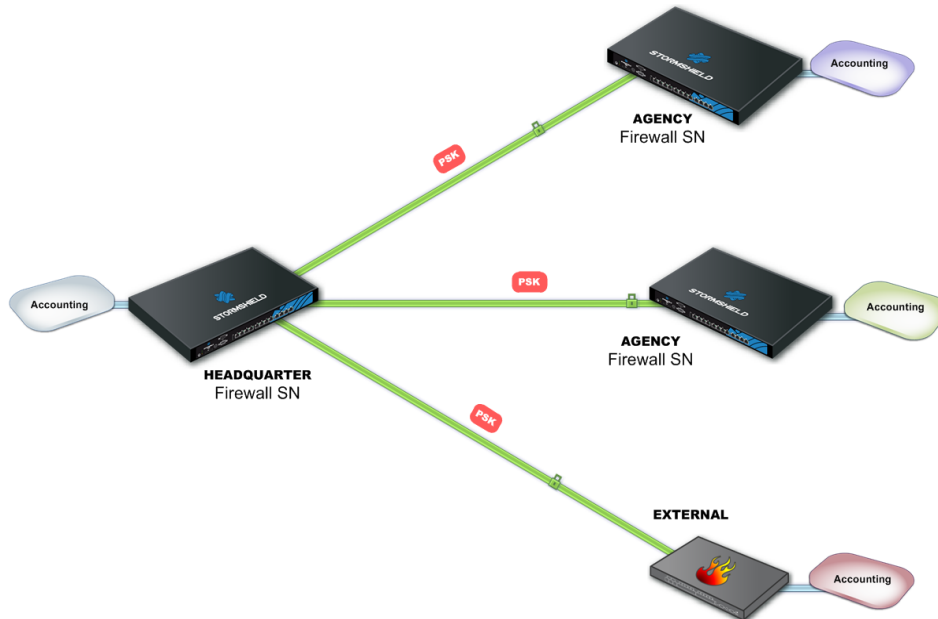 STORMSHIELD
Accounting
AGENCY
Firewall SN
PSK
Accounting
STORMSHIELD
HEADQUARTER
Firewall SN
PSK
STORMSHIELD
AGENCY
Firewall SN
Accounting
PSK
EXTERNAL
Accounting